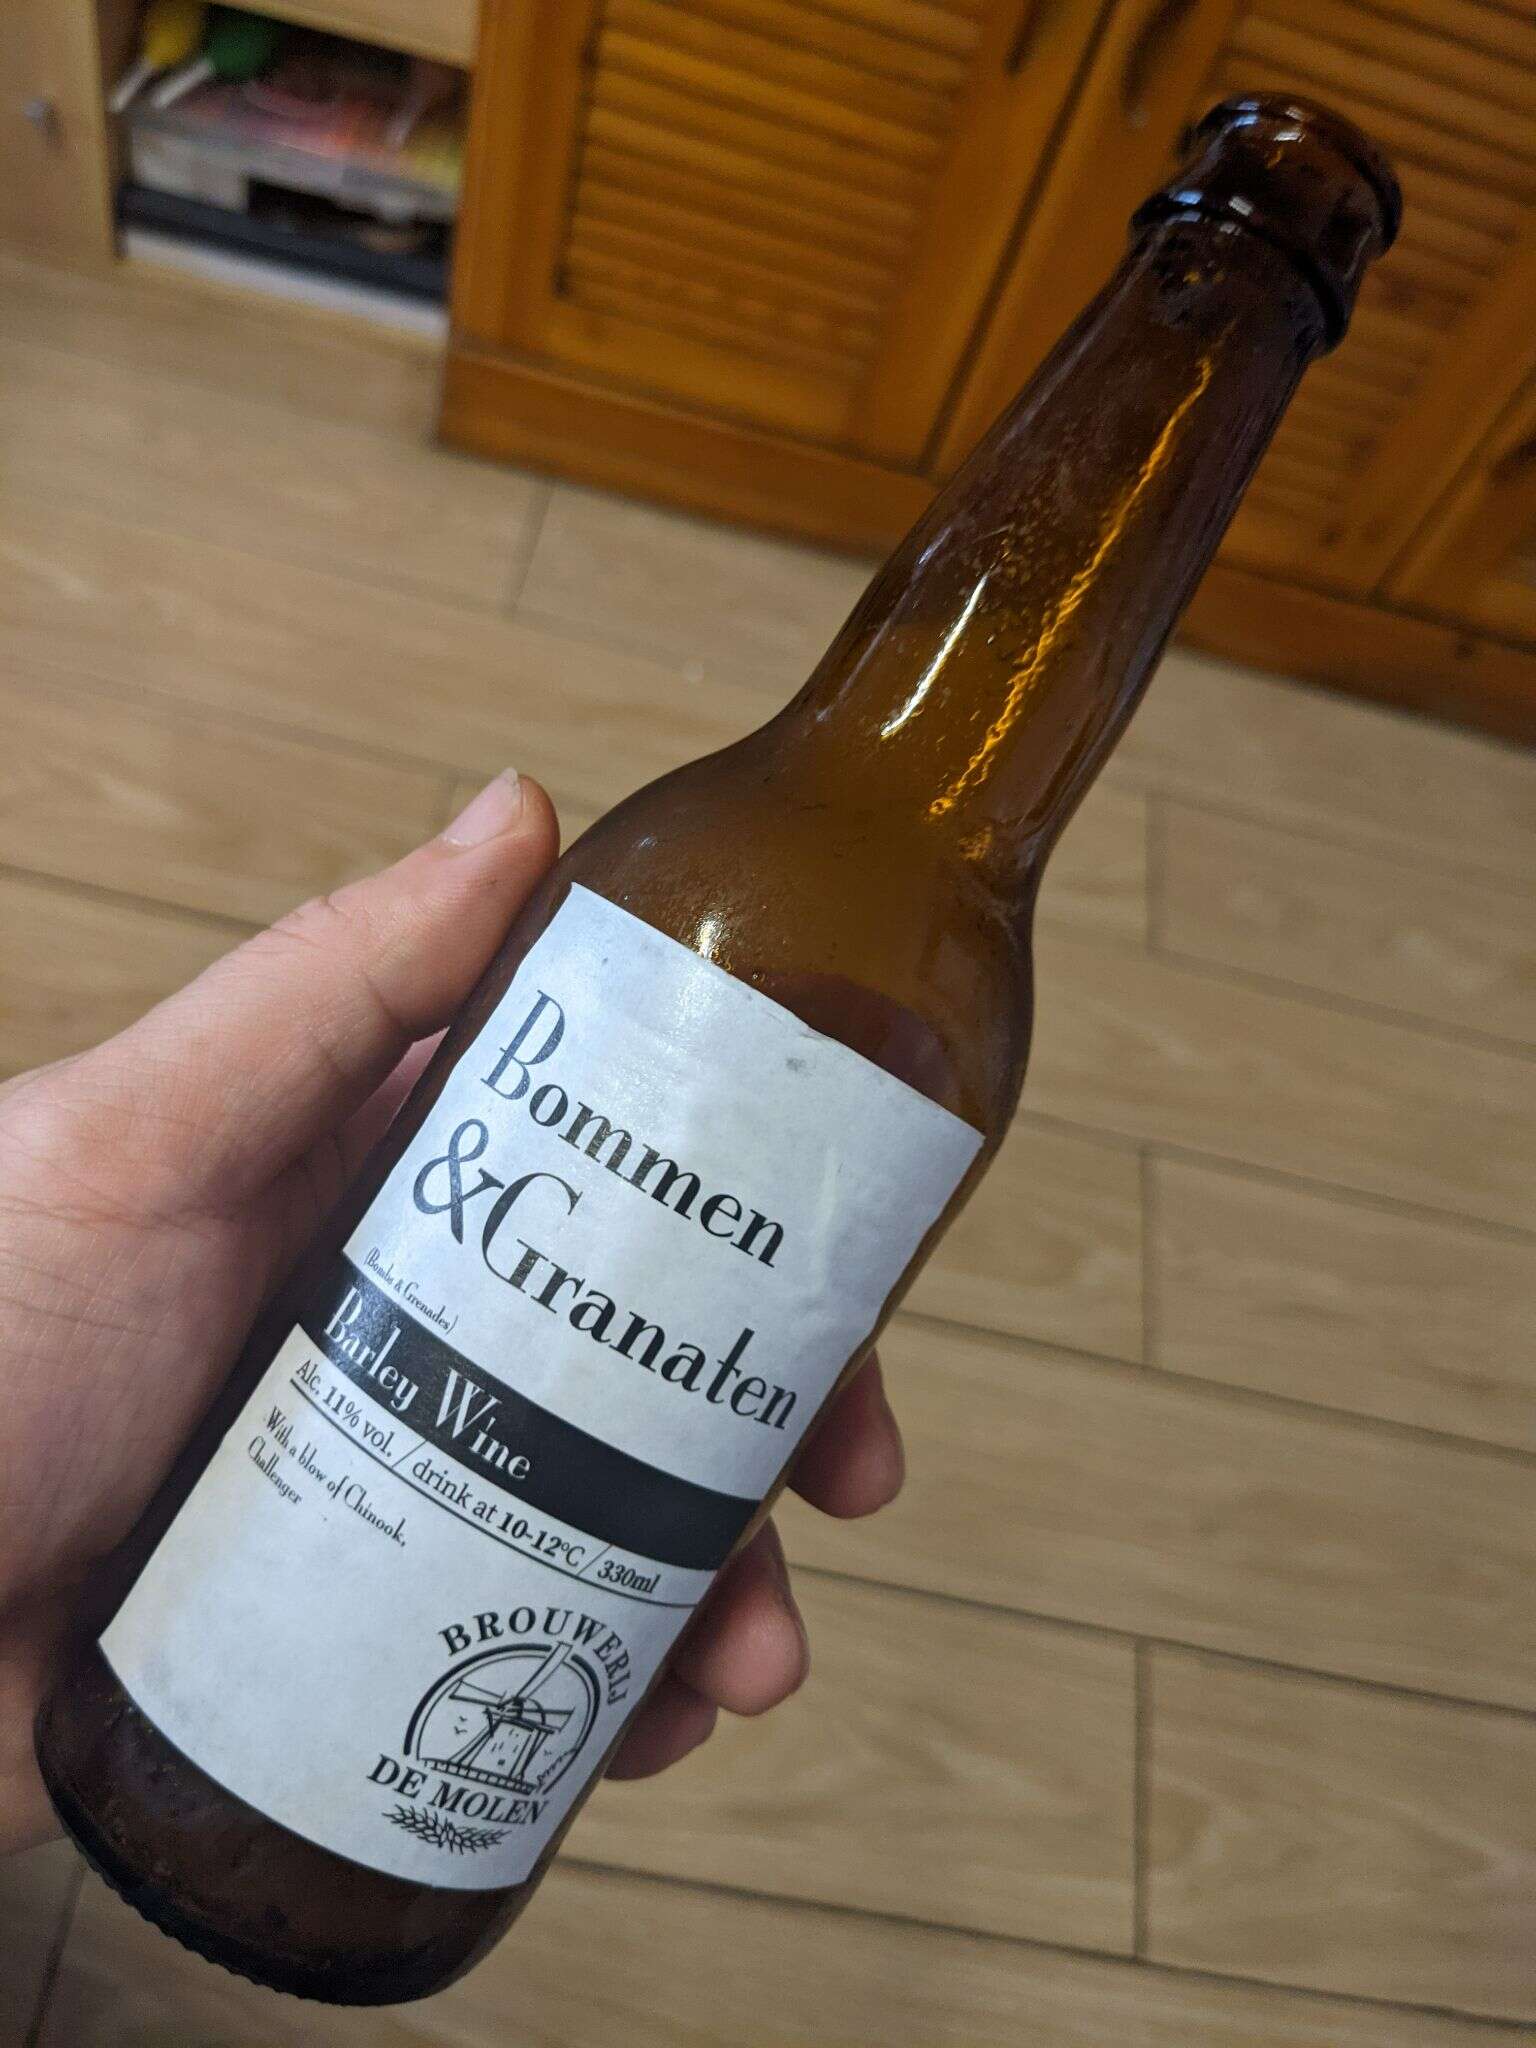 Bommen
&Granaten
(Bombs & Grenades)
Barley Wine
Alc. 11% vol. / drink at 10-12°C / 330ml
With a blow of Chinook,
Challenger
BROUWERIJ
DE MOLEN